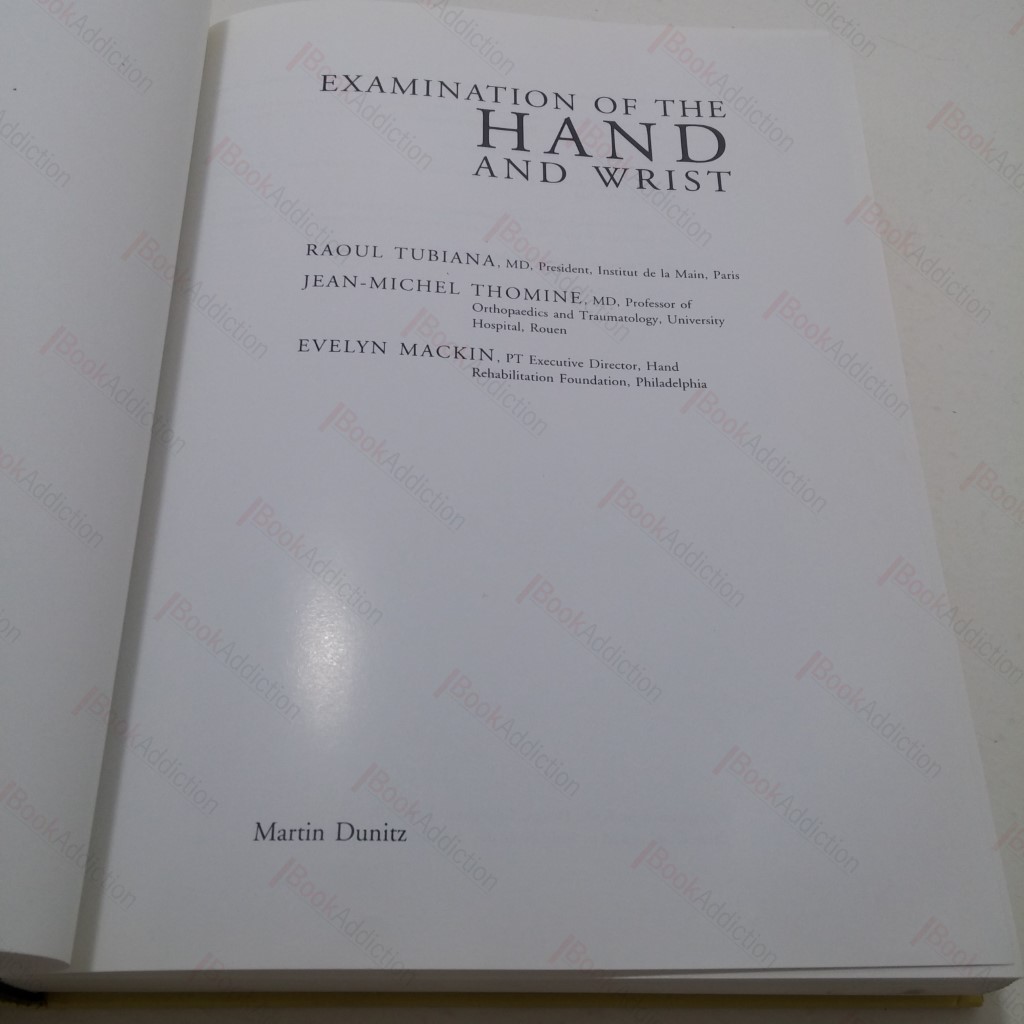 EXAMINATION OF THE
HAND
AND WRIST
RAOUL TUBIANA, MD, President, Institut de la Main, Paris
JEAN-MICHEL THOMINE, MD, Professor of
Orthopaedics and Traumatology, University
Hospital, Rouen
EVELYN MACKIN, PT Executive Director, Hand
Rehabilitation Foundation, Philadelphia
Martin Dunitz
BookAddiction